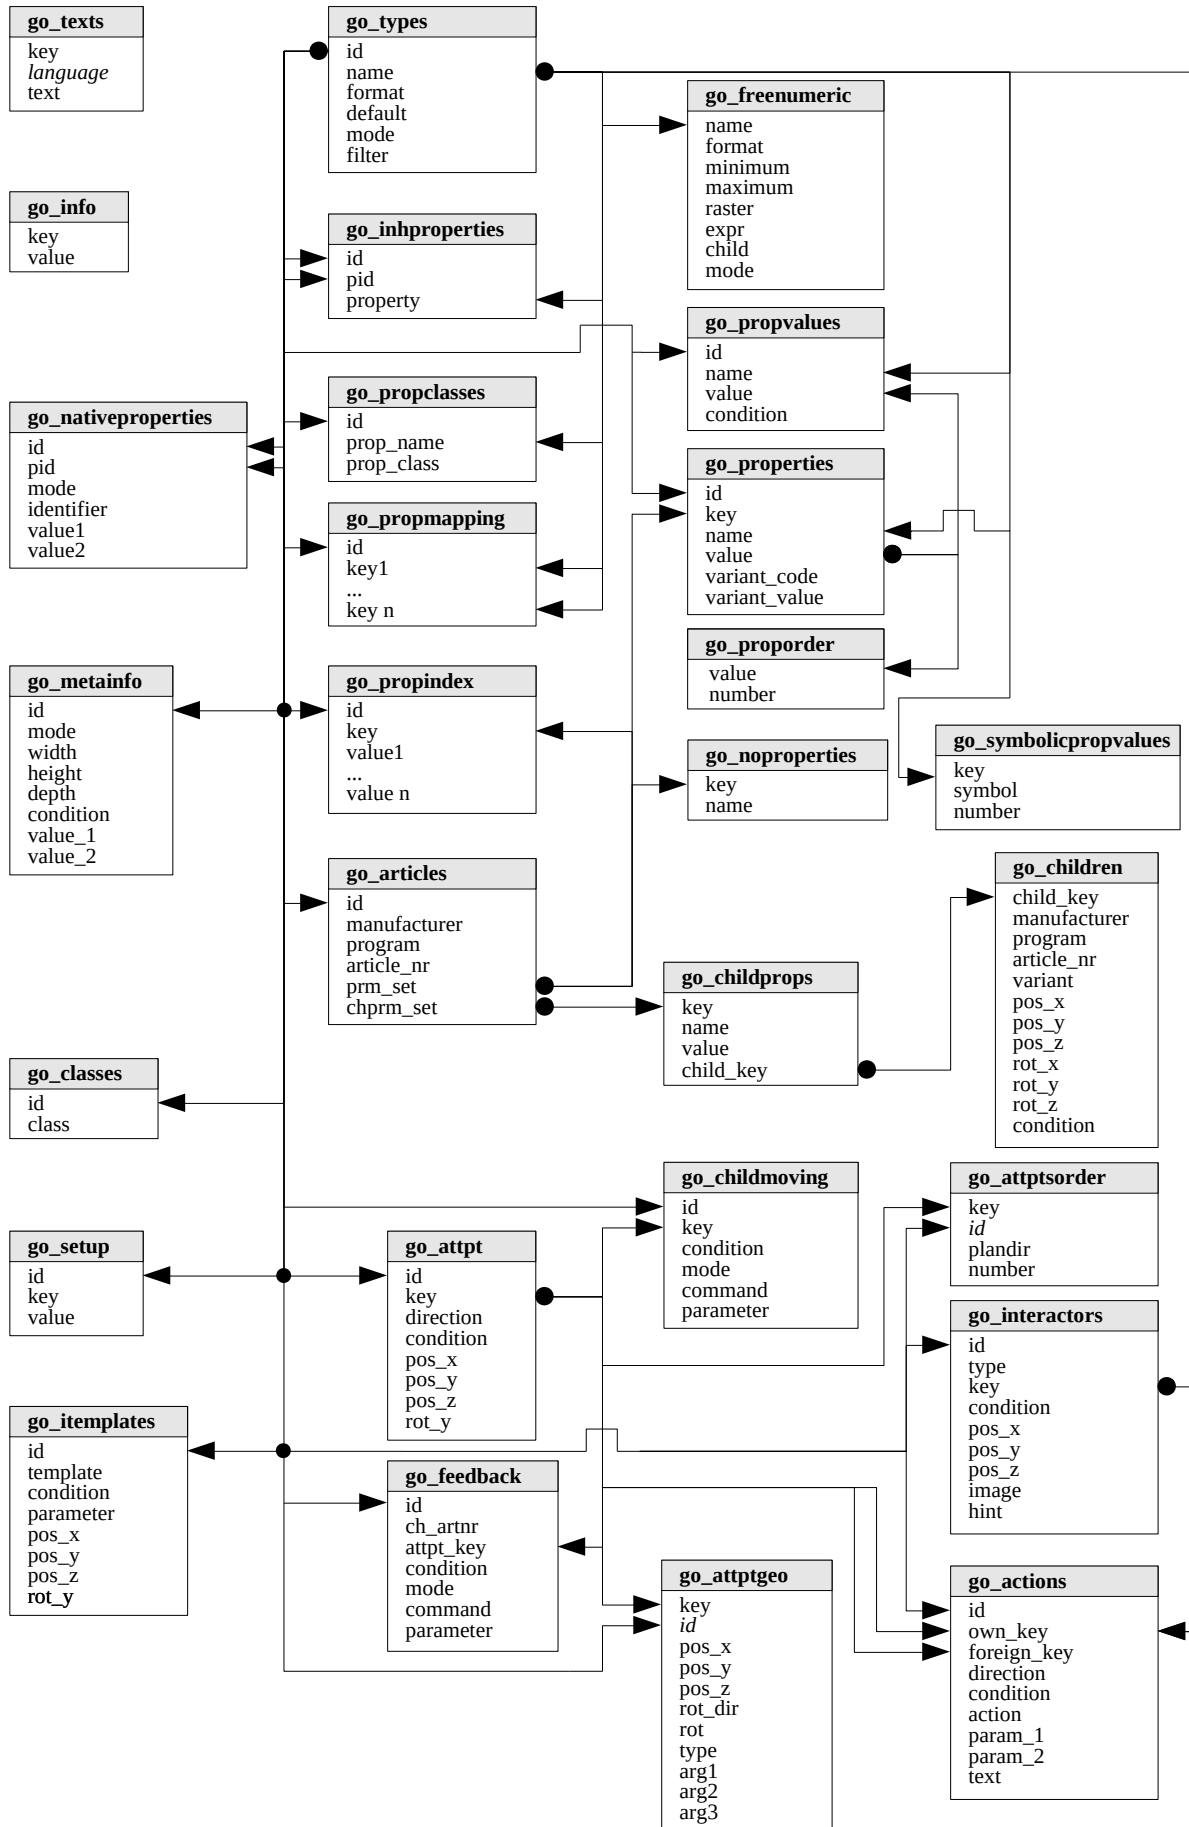 go_texts
key
language
text
go_types
id
name
format
default
mode
filter
go_freenumeric
name
format
minimum
maximum
raster
expr
child
mode
go_info
key
value
go_inhproperties
id
pid
property
go_propvalues
id
name
value
condition
go_nativeproperties
id
pid
mode
identifier
value1
value2
go_propclasses
id
prop_name
prop_class
go_properties
id
key
name
value
variant_code
variant_value
go_propmapping
id
key1
...
key n
go_proporder
value
number
go_metainfo
id
mode
width
height
depth
condition
value_1
value_2
go_propindex
id
key
value1
...
value n
go_noproperties
key
name
go_symbolicpropvalues
key
symbol
number
go_articles
id
manufacturer
program
article_nr
prm_set
chprm_set
go_children
child_key
manufacturer
program
article_nr
variant
pos_x
pos_y
pos_z
rot_x
rot_y
rot_z
condition
go_childprops
key
name
value
child_key
go_classes
id
class
go_childmoving
id
key
condition
mode
command
parameter
go_attptsorder
key
id
plandir
number
go_setup
id
key
value
go_attpt
id
key
direction
condition
pos_x
pos_y
pos_z
rot_y
go_interactors
id
type
key
condition
pos_x
pos_y
pos_z
image
hint
go_itemplates
id
template
condition
parameter
pos_x
pos_y
pos_z
rot_y
go_feedback
id
ch_artnr
attpt_key
condition
mode
command
parameter
go_attptgeo
key
id
pos_x
pos_y
pos_z
rot_dir
rot
type
arg1
arg2
arg3
go_actions
id
own_key
foreign_key
direction
condition
action
param_1
param_2
text